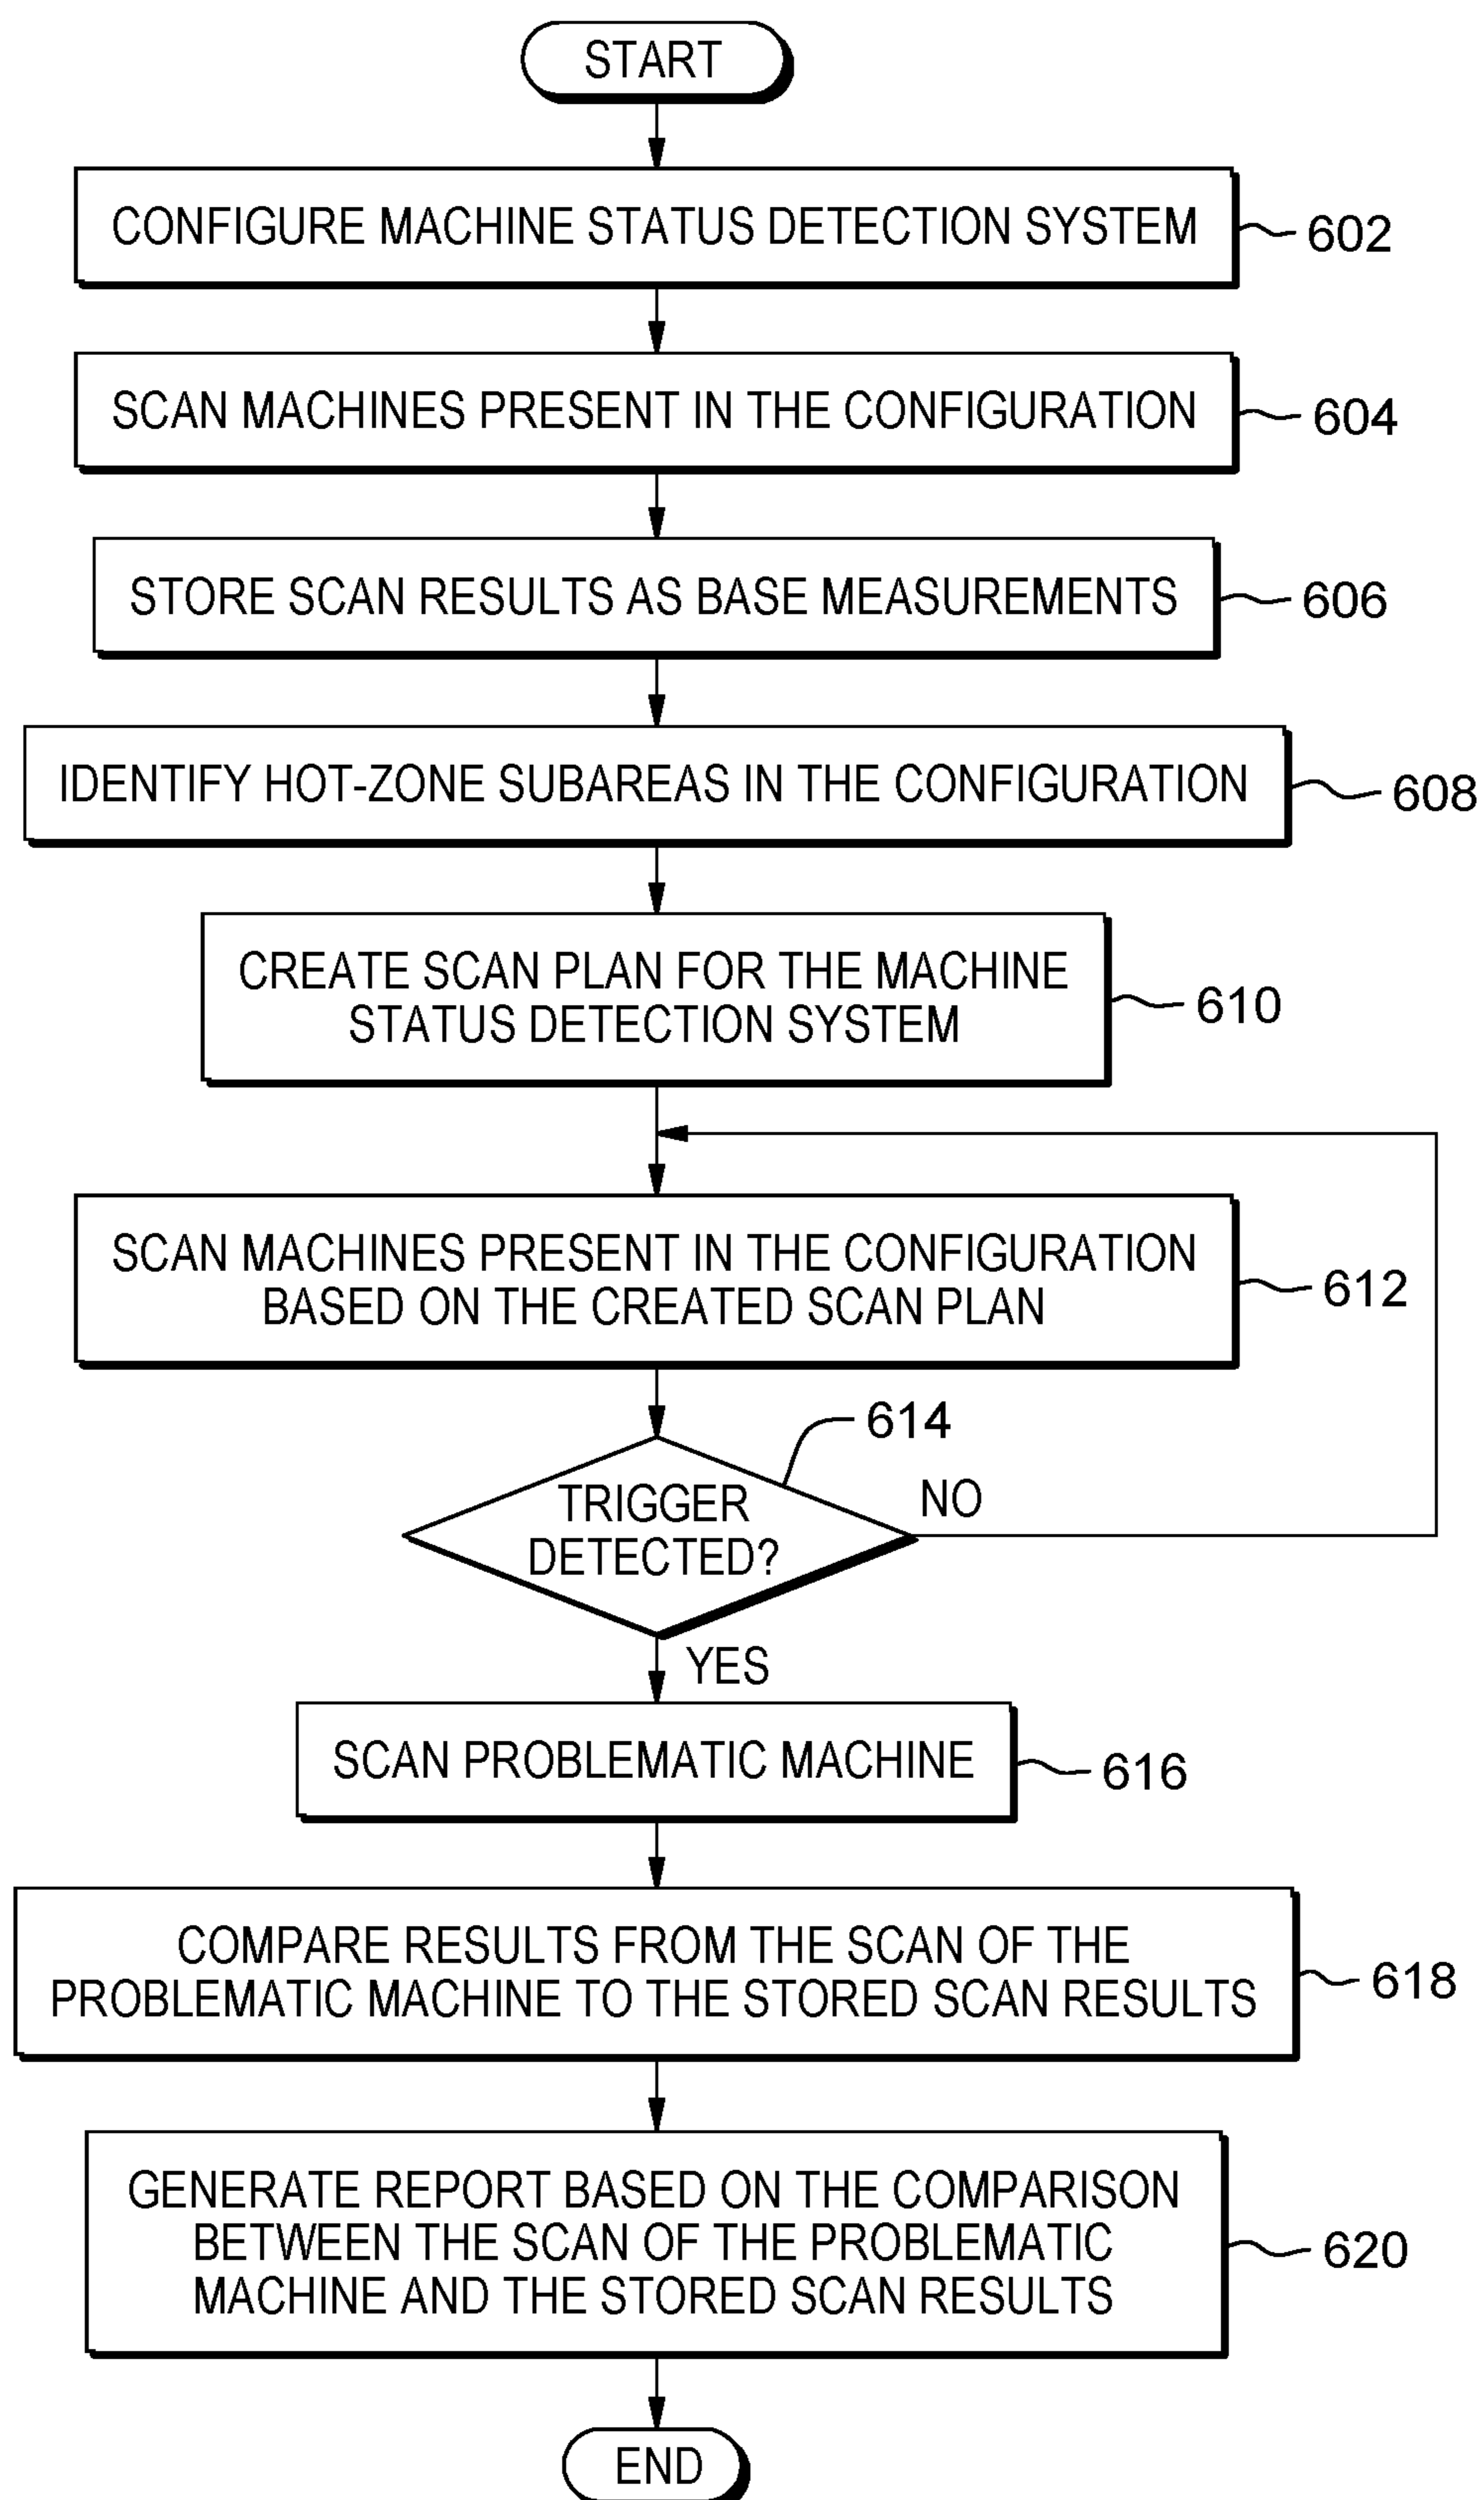 START
CONFIGURE MACHINE STATUS DETECTION SYSTEM
602
SCAN MACHINES PRESENT IN THE CONFIGURATION
604
STORE SCAN RESULTS AS BASE MEASUREMENTS
606
IDENTIFY HOT-ZONE SUBAREAS IN THE CONFIGURATION
608
CREATE SCAN PLAN FOR THE MACHINE
STATUS DETECTION SYSTEM
610
SCAN MACHINES PRESENT IN THE CONFIGURATION
BASED ON THE CREATED SCAN PLAN
612
614
TRIGGER
DETECTED?
NO
YES
SCAN PROBLEMATIC MACHINE
616
COMPARE RESULTS FROM THE SCAN OF THE
PROBLEMATIC MACHINE TO THE STORED SCAN RESULTS
618
GENERATE REPORT BASED ON THE COMPARISON
BETWEEN THE SCAN OF THE PROBLEMATIC
MACHINE AND THE STORED SCAN RESULTS
620
END